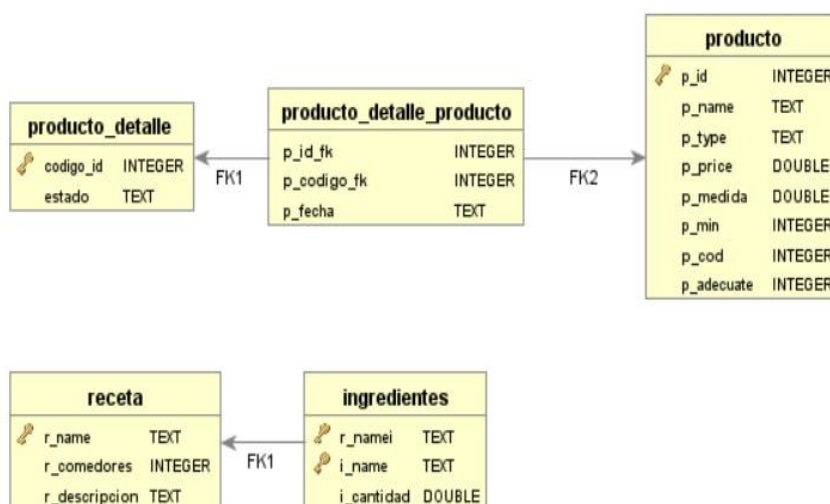 producto
p_id INTEGER
p_name TEXT
p_type TEXT
p_price DOUBLE
p_medida DOUBLE
p_min INTEGER
p_cod INTEGER
p_adecuate INTEGER
producto_detalle
codigo_id INTEGER
estado TEXT
FK1
producto_detalle_producto
p_id_fk INTEGER
p_codigo_fk INTEGER
p_fecha TEXT
FK2
receta
r_name TEXT
r_comedores INTEGER
r_descripcion TEXT
FK1
ingredientes
r_namei TEXT
i_name TEXT
i_cantidad DOUBLE